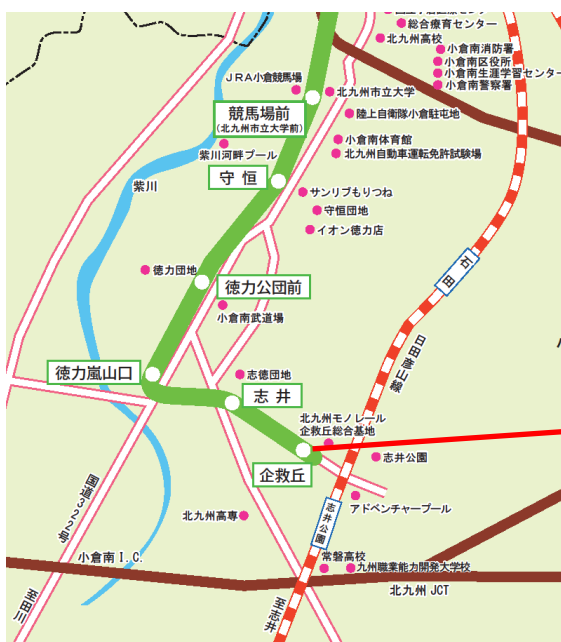 総合療育センター
北九州高校
小倉南消防署
小倉南区役所
小倉南生涯学習センター
小倉南警察署
JRA小倉競馬場
北九州市立大学
競馬場前
(北九州市立大学前)
陸上自衛隊小倉駐屯地
小倉南体育館
紫川河畔プール
北九州自動車運転免許試験場
守恒
紫川
サンリブもりつね
守恒団地
イオン徳力店
徳力団地
石田
徳力公団前
小倉南武道場
日田彦山線
徳力嵐山口
志徳団地
志井
北九州モノレール
企救丘総合基地
志井公園
企救丘
国道322号
アドベンチャープール
北九州高専
志井公園
小倉南I.C.
常磐高校
九州職業能力開発大学校
北九州JCT
至田川
至志井